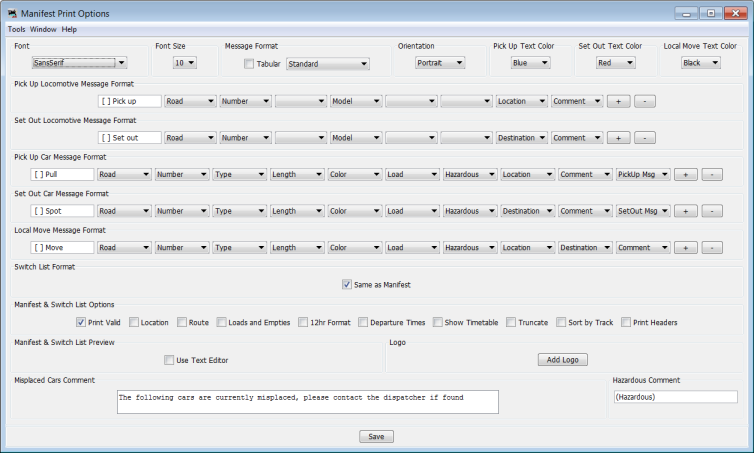 Manifest Print Options
Tools Window Help
Font Font Size Message Format Orientation Pick Up Text Color Set Out Text Color Local Move Text Color
SansSerif 10 Tabular Standard Portrait Blue Red Black
Pick Up Locomotive Message Format
[ ] Pick up Road Number Model Location Comment + -
Set Out Locomotive Message Format
[ ] Set out Road Number Model Destination Comment + -
Pick Up Car Message Format
[ ] Pull Road Number Type Length Color Load Hazardous Location Comment PickUp Msg + -
Set Out Car Message Format
[ ] Spot Road Number Type Length Color Load Hazardous Destination Comment SetOut Msg + -
Local Move Message Format
[ ] Move Road Number Type Length Color Load Hazardous Location Destination Comment + -
Switch List Format
Same as Manifest
Manifest & Switch List Options
Print Valid Location Route Loads and Empties 12hr Format Departure Times Show Timetable Truncate Sort by Track Print Headers
Manifest & Switch List Preview Logo
Use Text Editor Add Logo
Misplaced Cars Comment Hazardous Comment
The following cars are currently misplaced, please contact the dispatcher if found (Hazardous)
Save